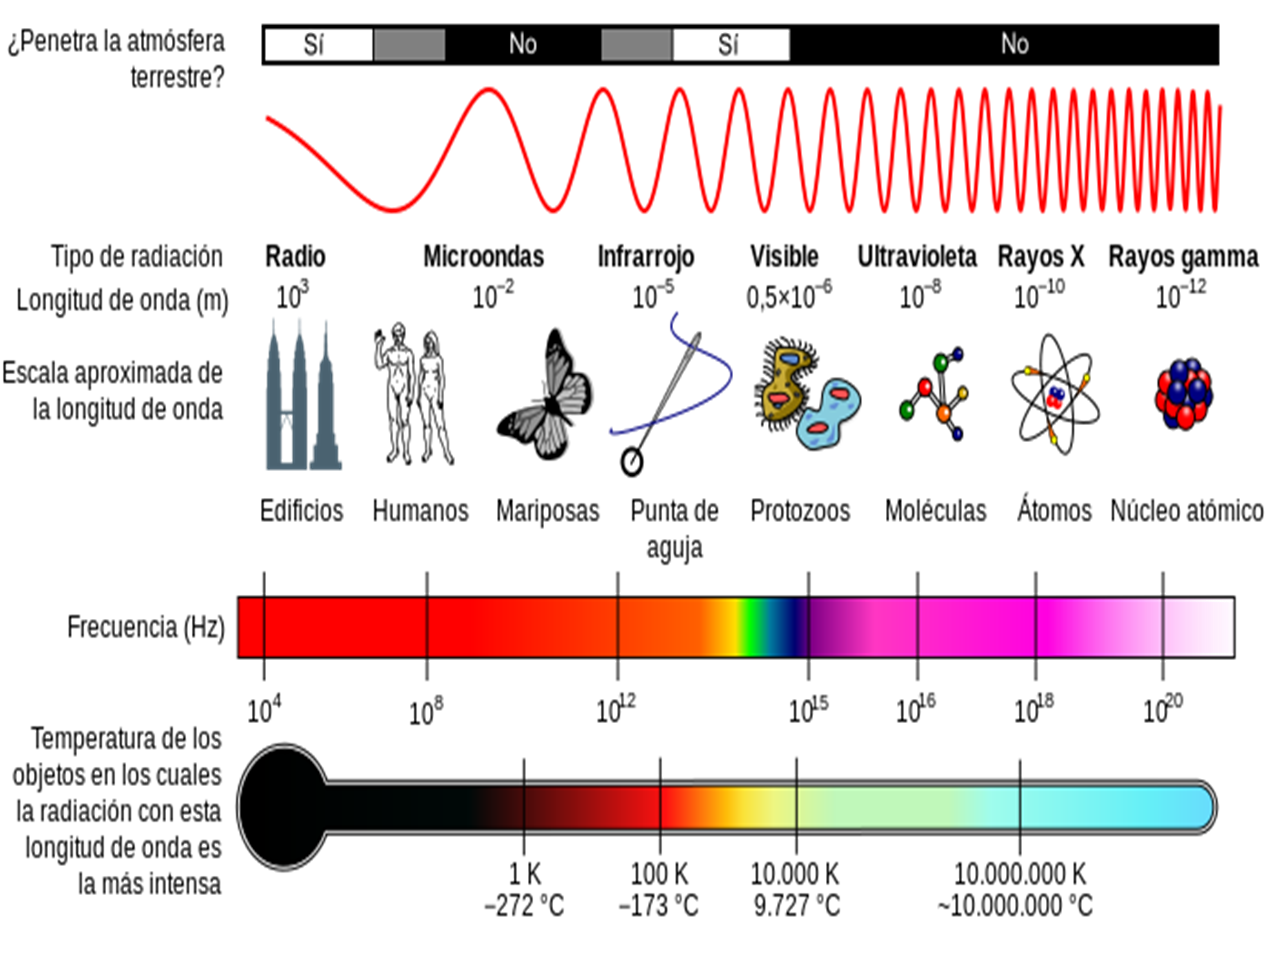 ¿Penetra la atmósfera
terrestre?
Sí No Sí No
Tipo de radiación Radio Microondas Infrarrojo Visible Ultravioleta Rayos X Rayos gamma
Longitud de onda (m) 10³ 10⁻² 10⁻⁵ 0,5×10⁻⁶ 10⁻⁸ 10⁻¹⁰ 10⁻¹²
Escala aproximada de
la longitud de onda
Edificios Humanos Mariposas Punta de Protozoos Moléculas Átomos Núcleo atómico
aguja
Frecuencia (Hz)
10⁴ 10⁸ 10¹² 10¹⁵ 10¹⁶ 10¹⁸ 10²⁰
Temperatura de los
objetos en los cuales
la radiación con esta
longitud de onda es
la más intensa
1 K 100 K 10.000 K 10.000.000 K
−272 °C −173 °C 9.727 °C ~10.000.000 °C